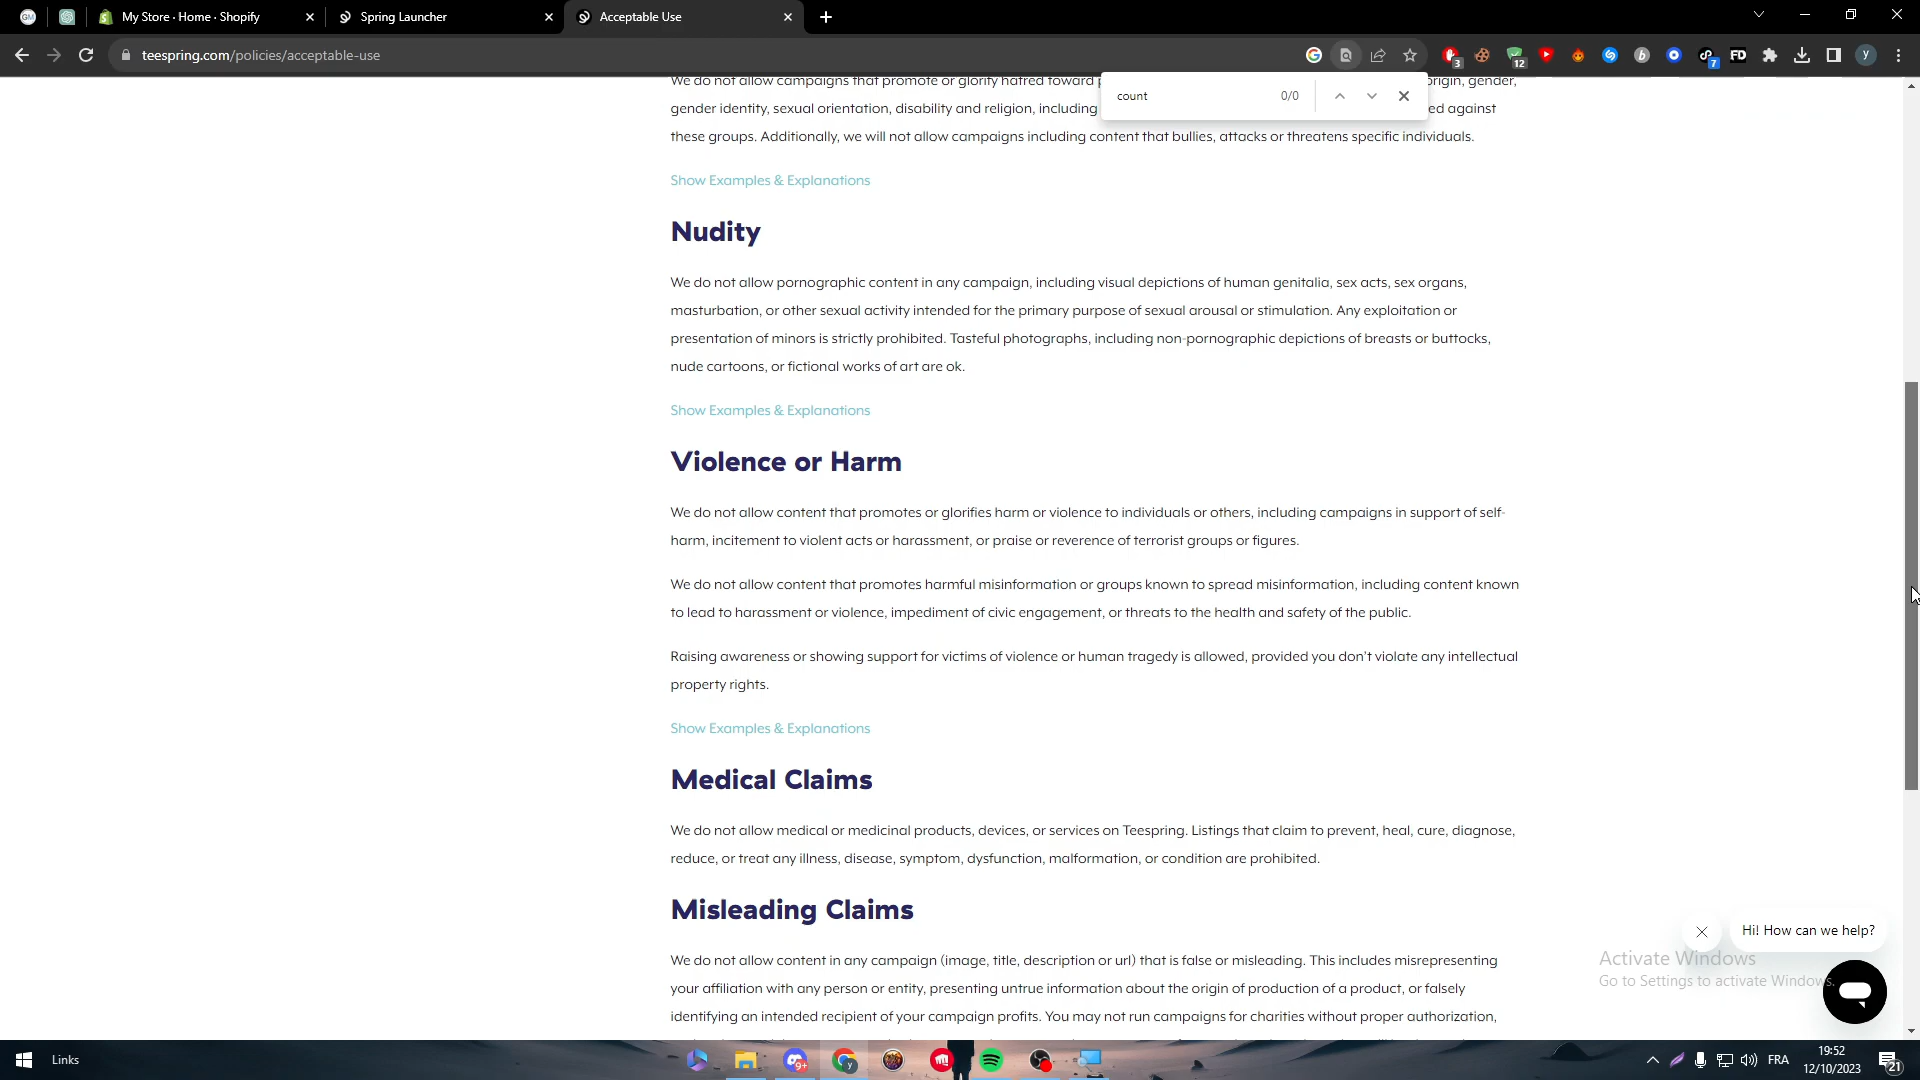 My Store · Home · Shopify
Spring Launcher
Acceptable Use
teespring.com/policies/acceptable-use
3
12
7
FD
y
count
0/0
We do not allow campaigns that promote or glorify hatred toward
origin, gender,
gender identity, sexual orientation, disability and religion, including
ed against
these groups. Additionally, we will not allow campaigns including content that bullies, attacks or threatens specific individuals.
Show Examples & Explanations
Nudity
We do not allow pornographic content in any campaign, including visual depictions of human genitalia, sex acts, sex organs,
masturbation, or other sexual activity intended for the primary purpose of sexual arousal or stimulation. Any exploitation or
presentation of minors is strictly prohibited. Tasteful photographs, including non-pornographic depictions of breasts or buttocks,
nude cartoons, or fictional works of art are ok.
Show Examples & Explanations
Violence or Harm
We do not allow content that promotes or glorifies harm or violence to individuals or others, including campaigns in support of self-
harm, incitement to violent acts or harassment, or praise or reverence of terrorist groups or figures.
We do not allow content that promotes harmful misinformation or groups known to spread misinformation, including content known
to lead to harassment or violence, impediment of civic engagement, or threats to the health and safety of the public.
Raising awareness or showing support for victims of violence or human tragedy is allowed, provided you don't violate any intellectual
property rights.
Show Examples & Explanations
Medical Claims
We do not allow medical or medicinal products, devices, or services on Teespring. Listings that claim to prevent, heal, cure, diagnose,
reduce, or treat any illness, disease, symptom, dysfunction, malformation, or condition are prohibited.
Misleading Claims
We do not allow content in any campaign (image, title, description or url) that is false or misleading. This includes misrepresenting
your affiliation with any person or entity, presenting untrue information about the origin of production of a product, or falsely
identifying an intended recipient of your campaign profits. You may not run campaigns for charities without proper authorization,
Hi! How can we help?
Activate Windows
Go to Settings to activate Windows.
Links
FRA
19:52
12/10/2023
21